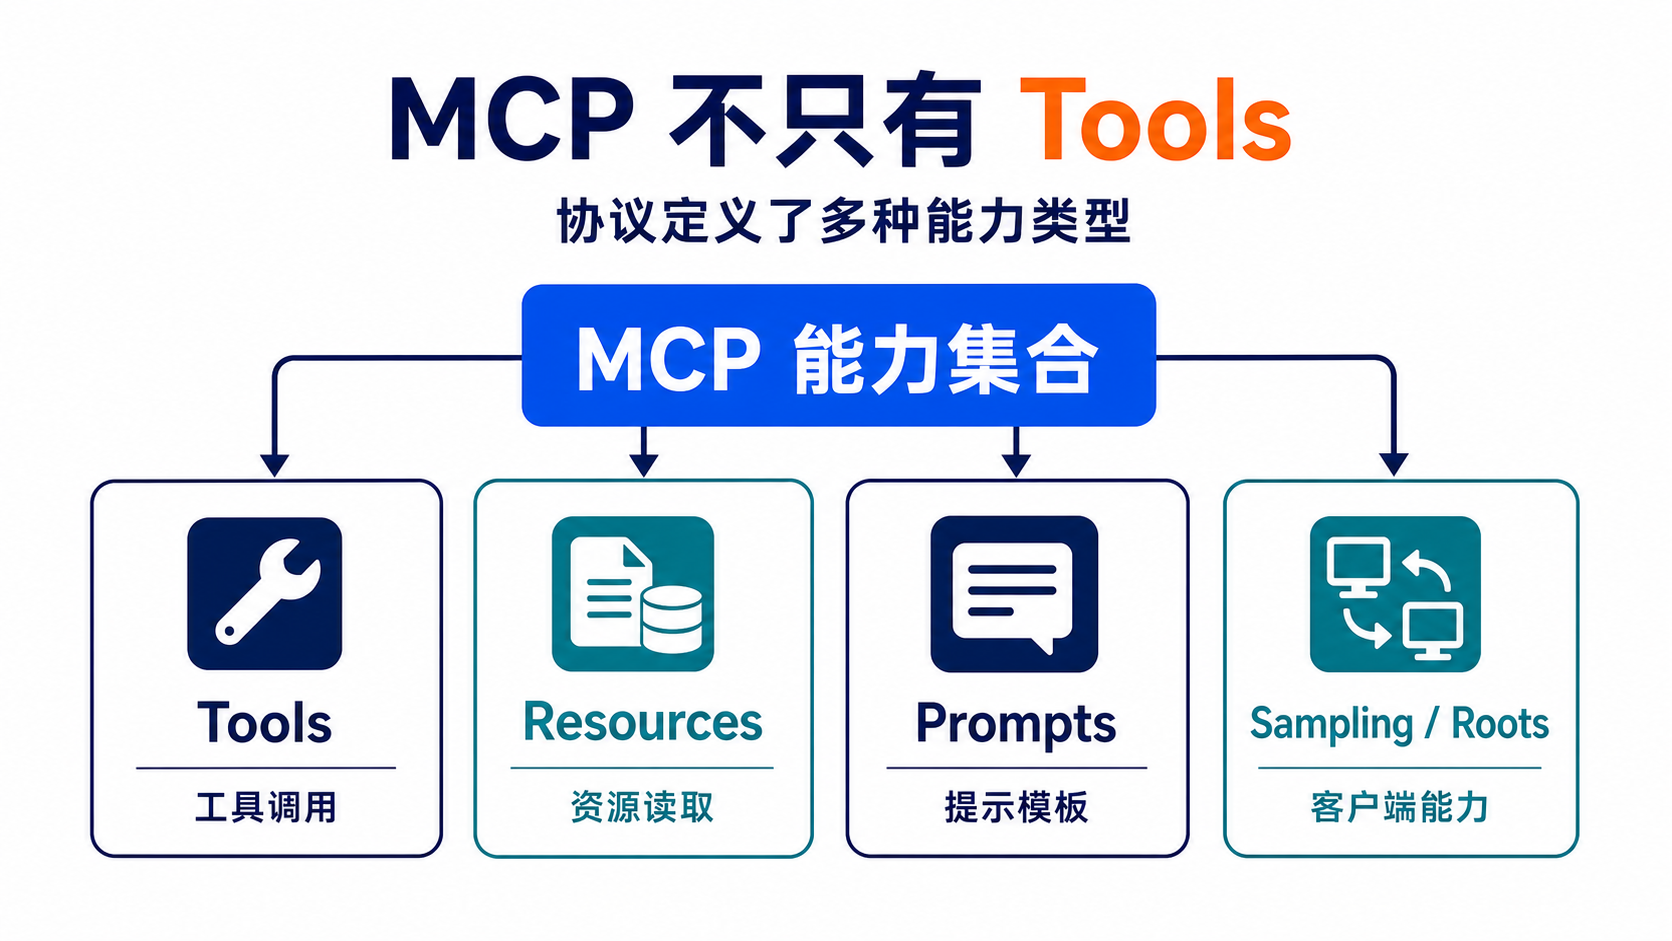 MCP 不只有 Tools
协议定义了多种能力类型
MCP 能力集合
Tools
工具调用
Resources
资源读取
Prompts
提示模板
Sampling / Roots
客户端能力